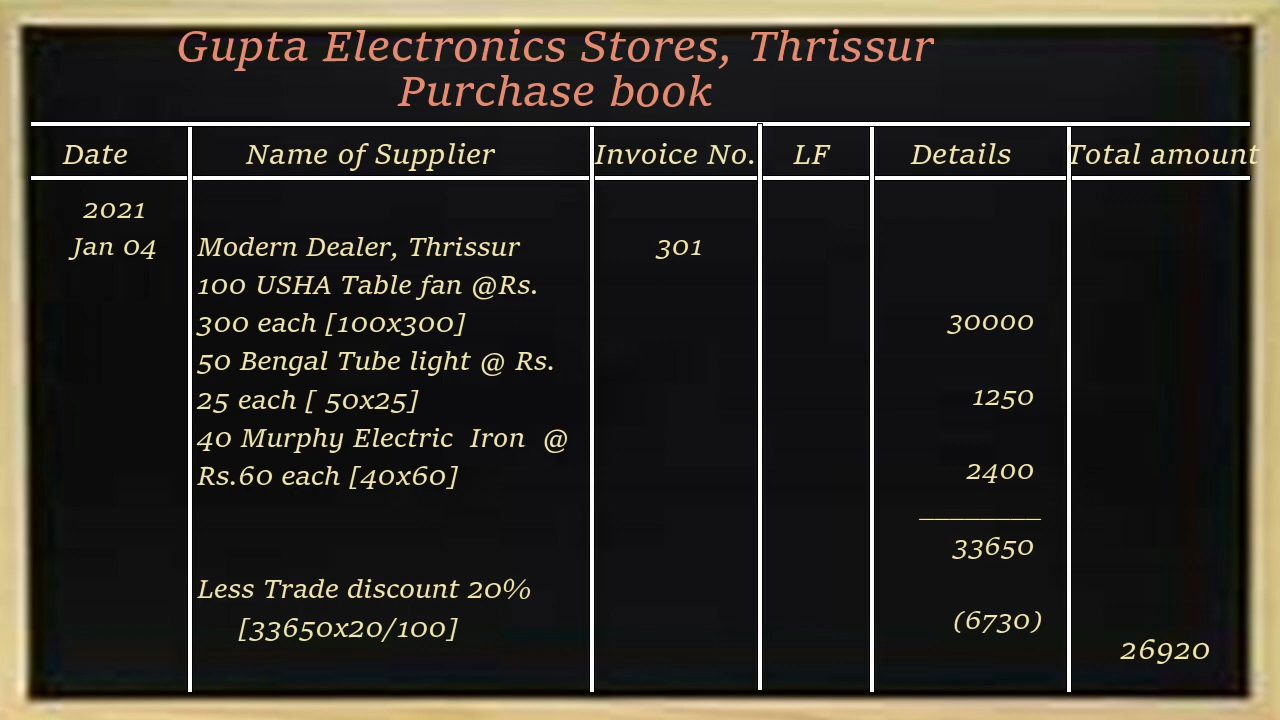 Gupta Electronics Stores, Thrissur
Purchase book
Date Name of Supplier Invoice No. LF Details Total amount
2021
Jan 04 Modern Dealer, Thrissur 301
100 USHA Table fan @Rs.
300 each [100x300] 30000
50 Bengal Tube light @ Rs.
25 each [ 50x25] 1250
40 Murphy Electric Iron @
Rs.60 each [40x60] 2400
33650
Less Trade discount 20%
[33650x20/100] (6730)
26920